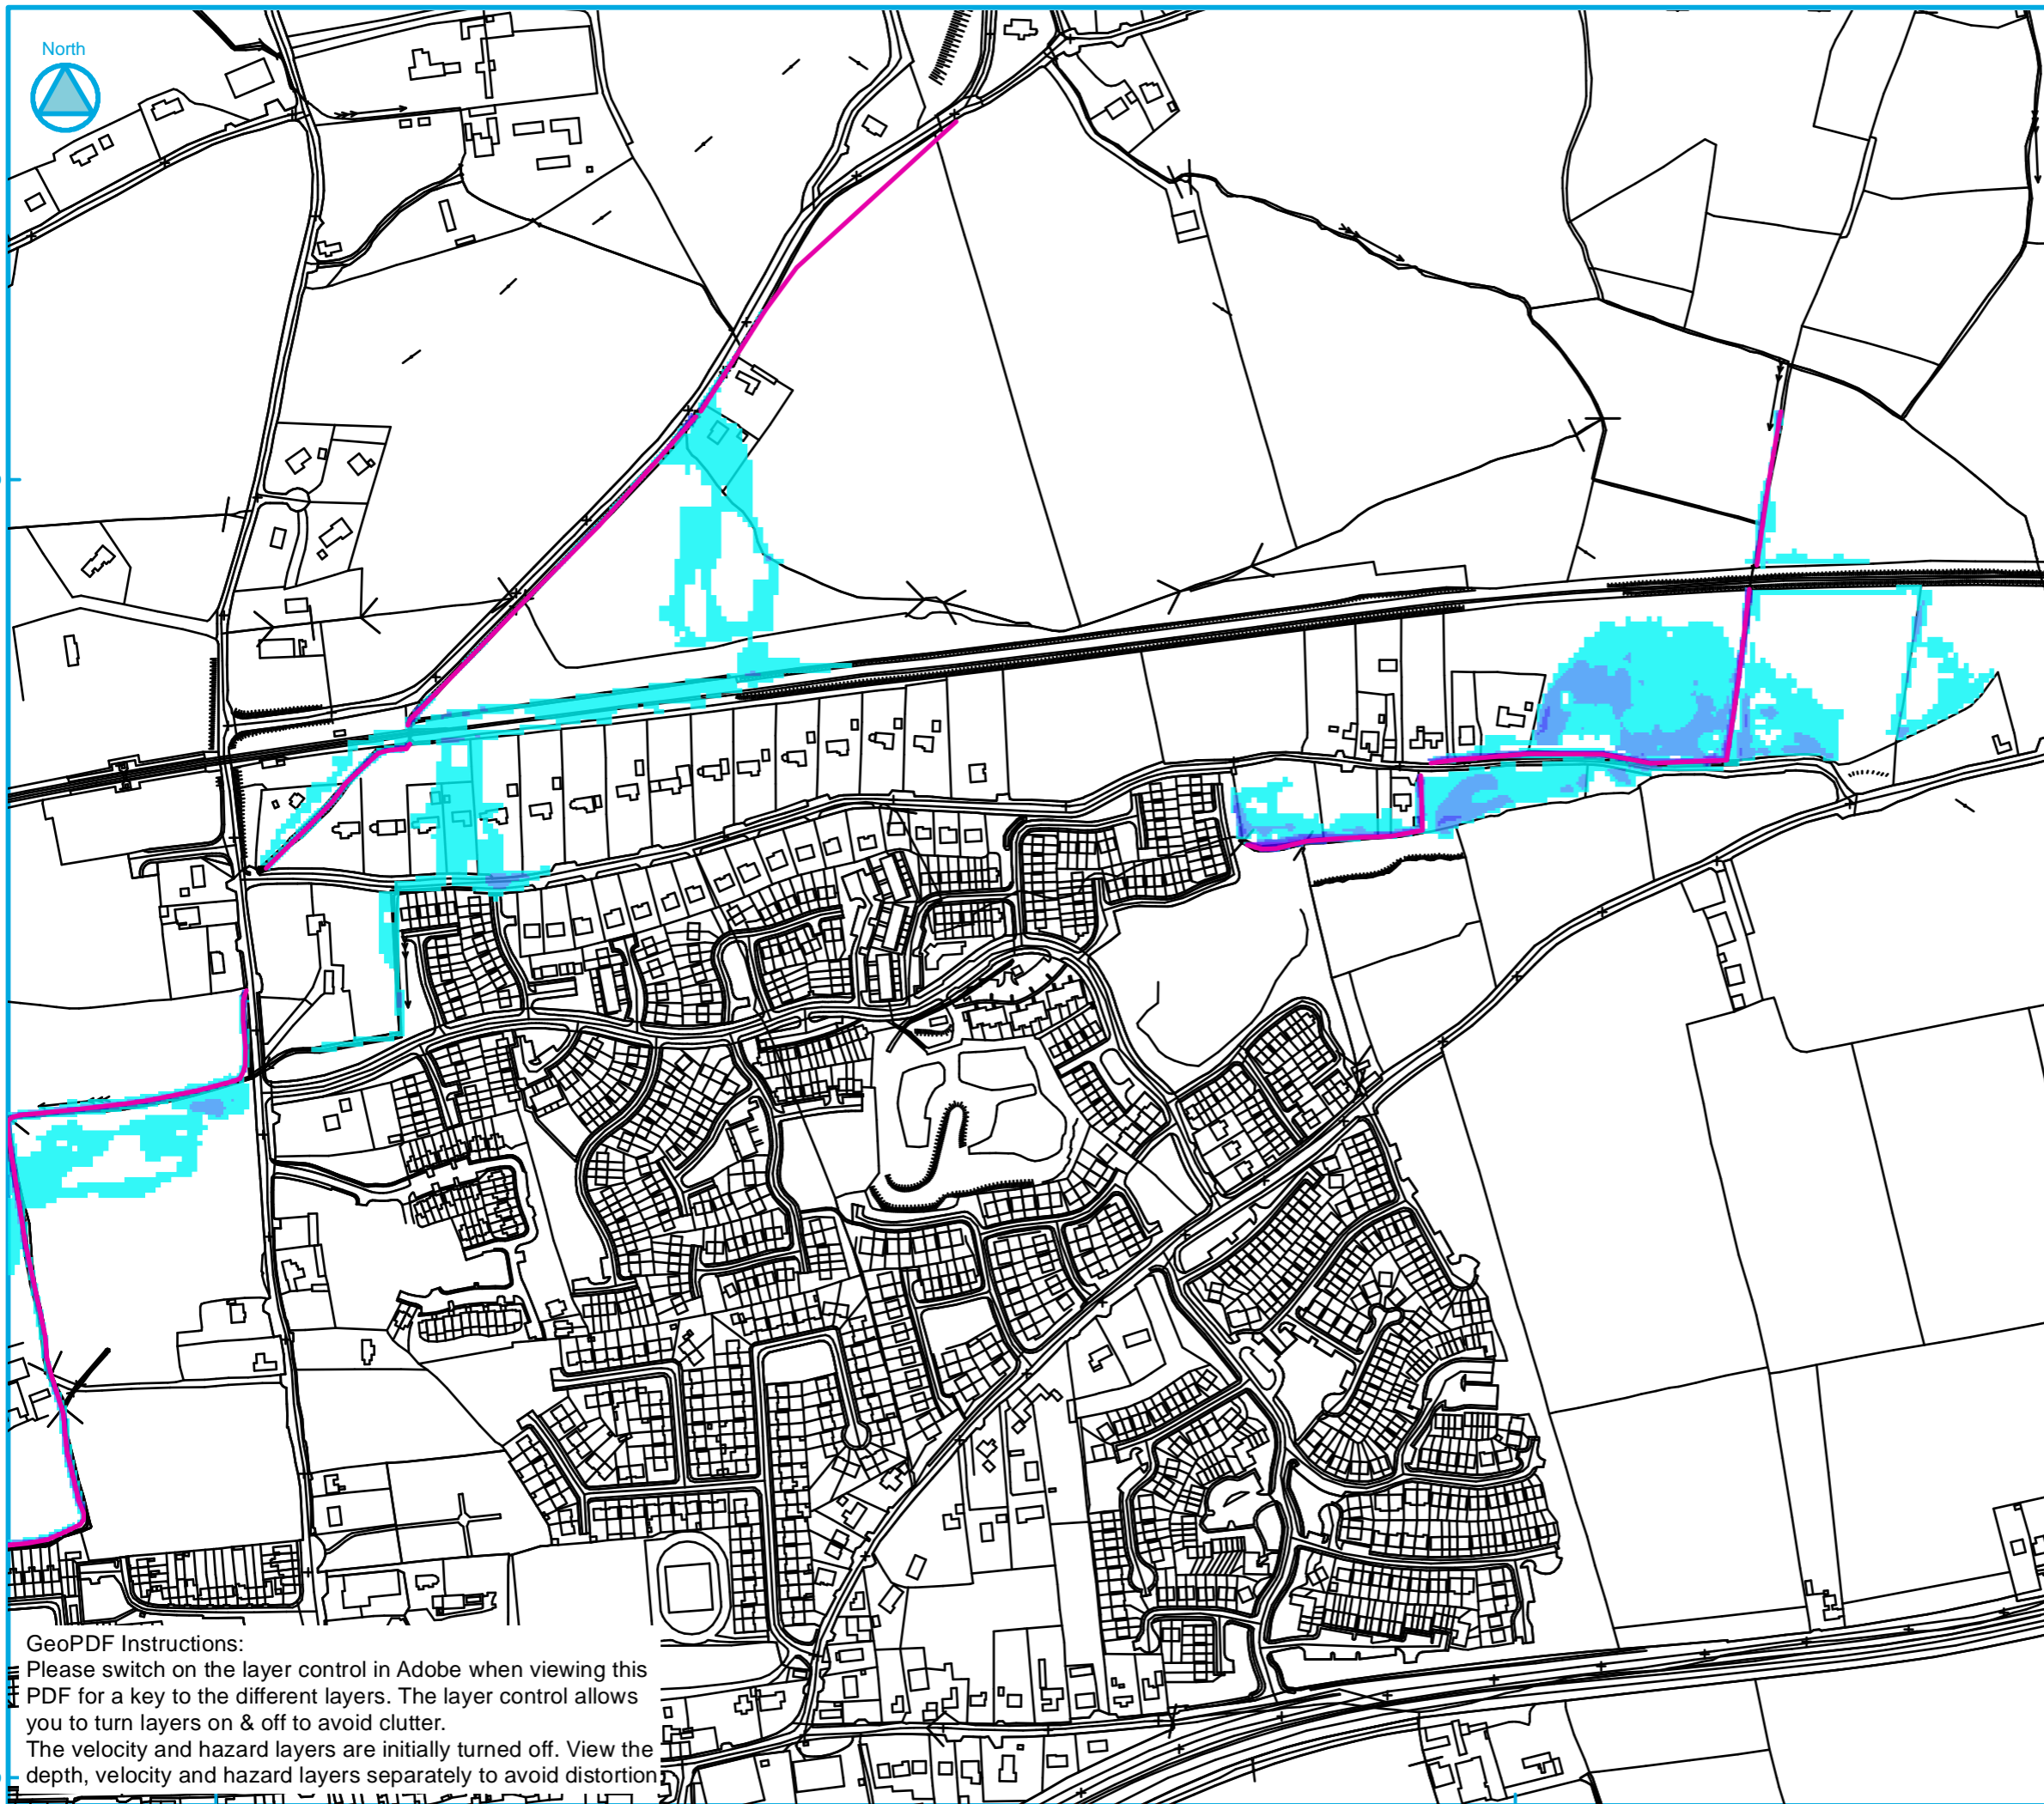 North
GeoPDF Instructions:
Please switch on the layer control in Adobe when viewing this
PDF for a key to the different layers. The layer control allows
you to turn layers on & off to avoid clutter.
The velocity and hazard layers are initially turned off. View the
depth, velocity and hazard layers separately to avoid distortion